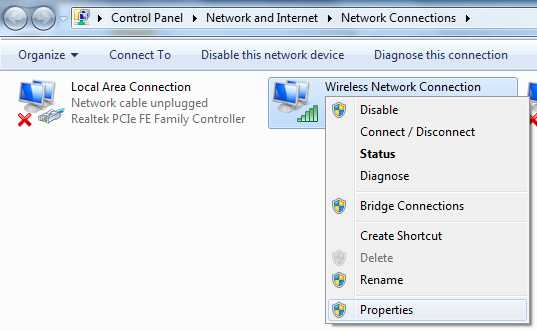 Control Panel ▸ Network and Internet ▸ Network Connections ▸
Organize ▾ Connect To Disable this network device Diagnose this connection
Local Area Connection
Network cable unplugged
Realtek PCIe FE Family Controller
Wireless Network Connection
Disable
Connect / Disconnect
Status
Diagnose
Bridge Connections
Create Shortcut
Delete
Rename
Properties